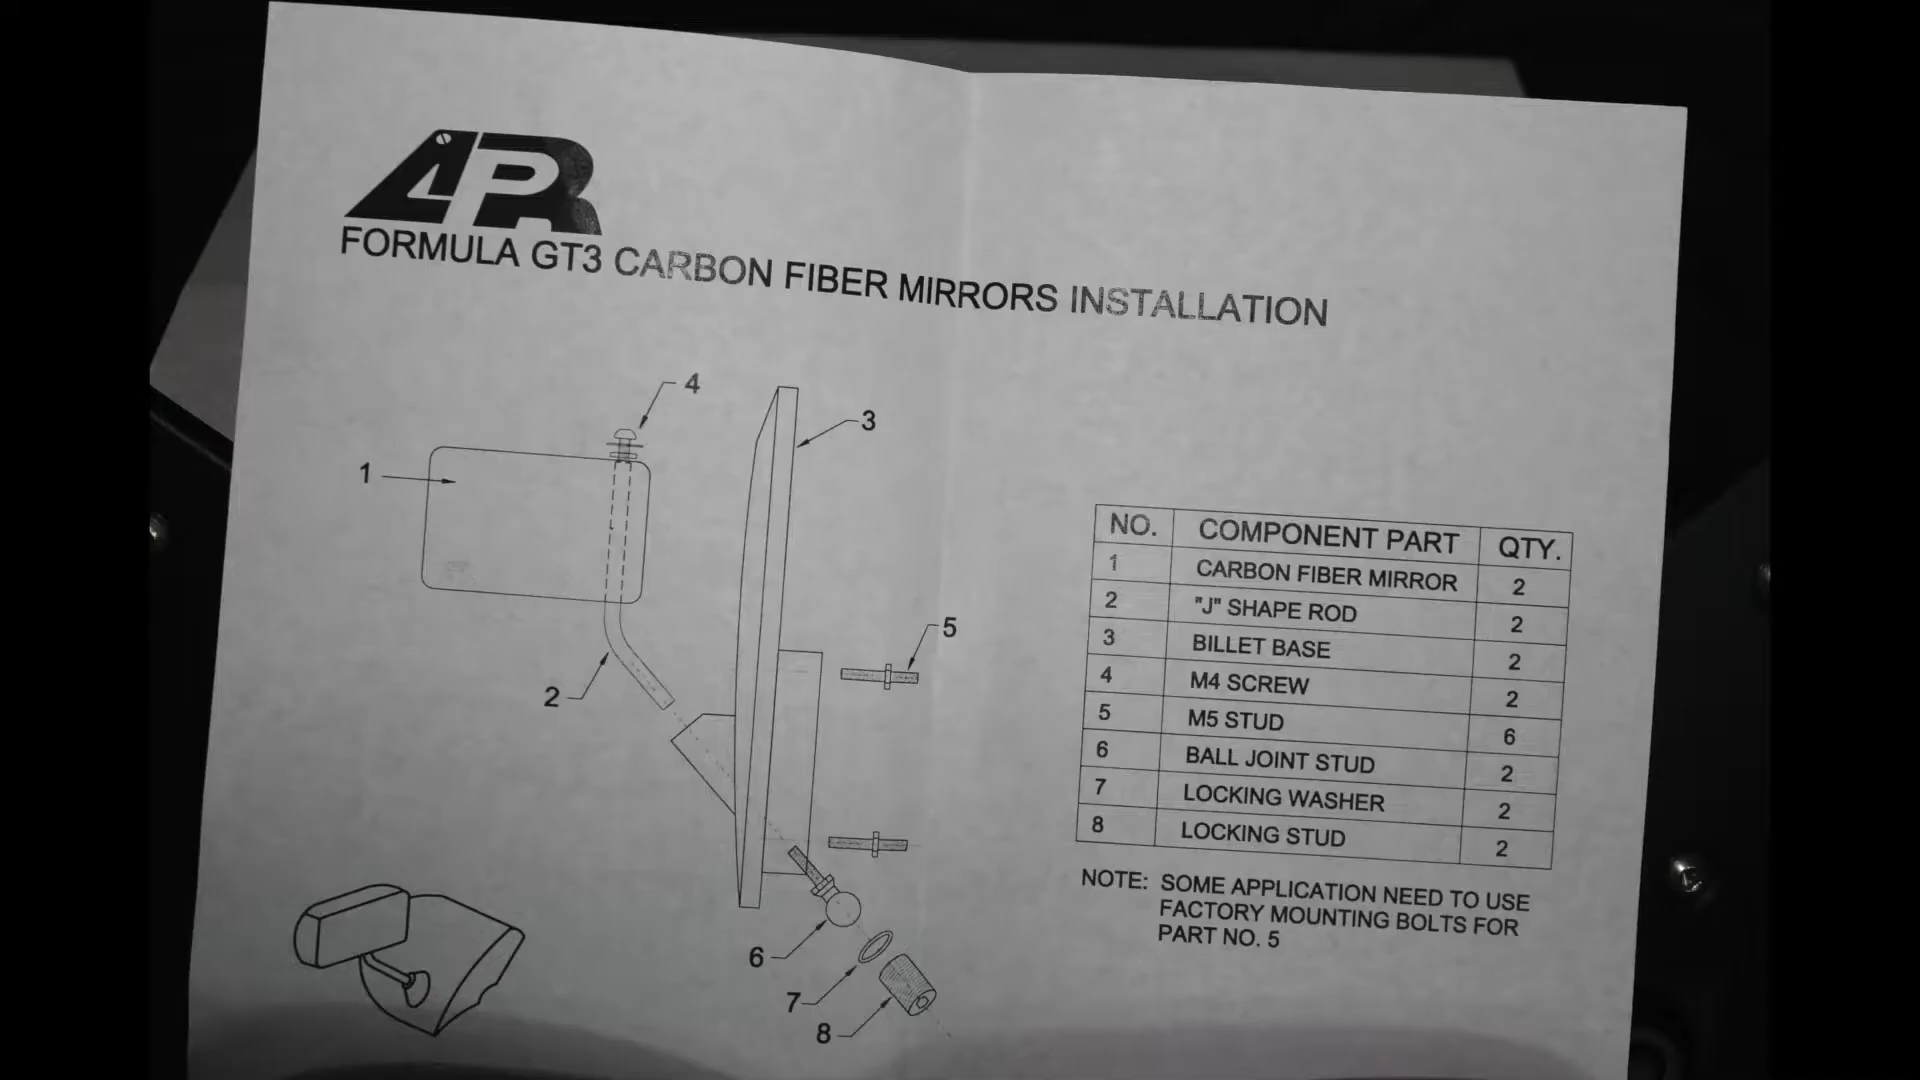 APR
FORMULA GT3 CARBON FIBER MIRRORS INSTALLATION
4
3
1
5
2
6
7
8
NO. COMPONENT PART QTY.
1 CARBON FIBER MIRROR 2
2 "J" SHAPE ROD 2
3 BILLET BASE 2
4 M4 SCREW 2
5 M5 STUD 6
6 BALL JOINT STUD 2
7 LOCKING WASHER 2
8 LOCKING STUD 2
NOTE: SOME APPLICATION NEED TO USE
FACTORY MOUNTING BOLTS FOR
PART NO. 5